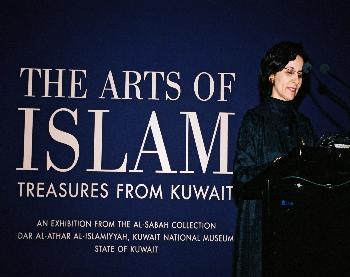 THE ARTS OF
ISLAM
TREASURES FROM KUWAIT
AN EXHIBITION FROM THE AL-SABAH COLLECTION
DAR AL-ATHAR AL-ISLAMIYYAH, KUWAIT NATIONAL MUSEUM
STATE OF KUWAIT